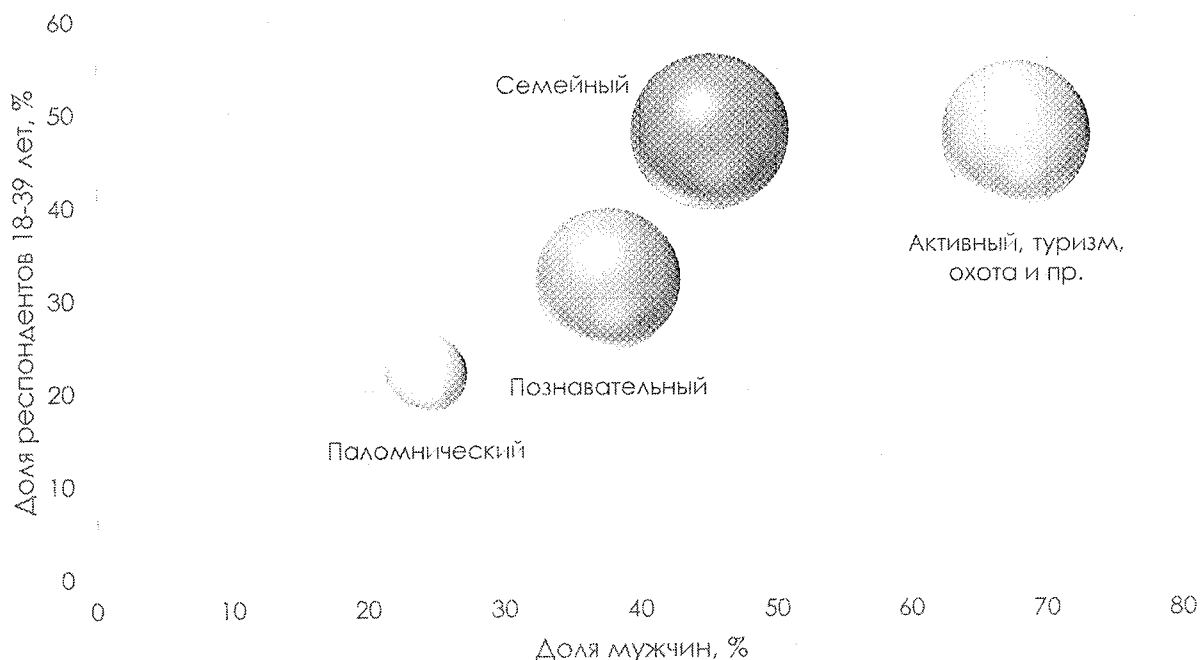 60
Семейный
50
Доля респондентов 18-39 лет, %
40
Активный, туризм,
охота и пр.
30
Познавательный
20
Паломнический
10
0
0 10 20 30 40 50 60 70 80
Доля мужчин, %